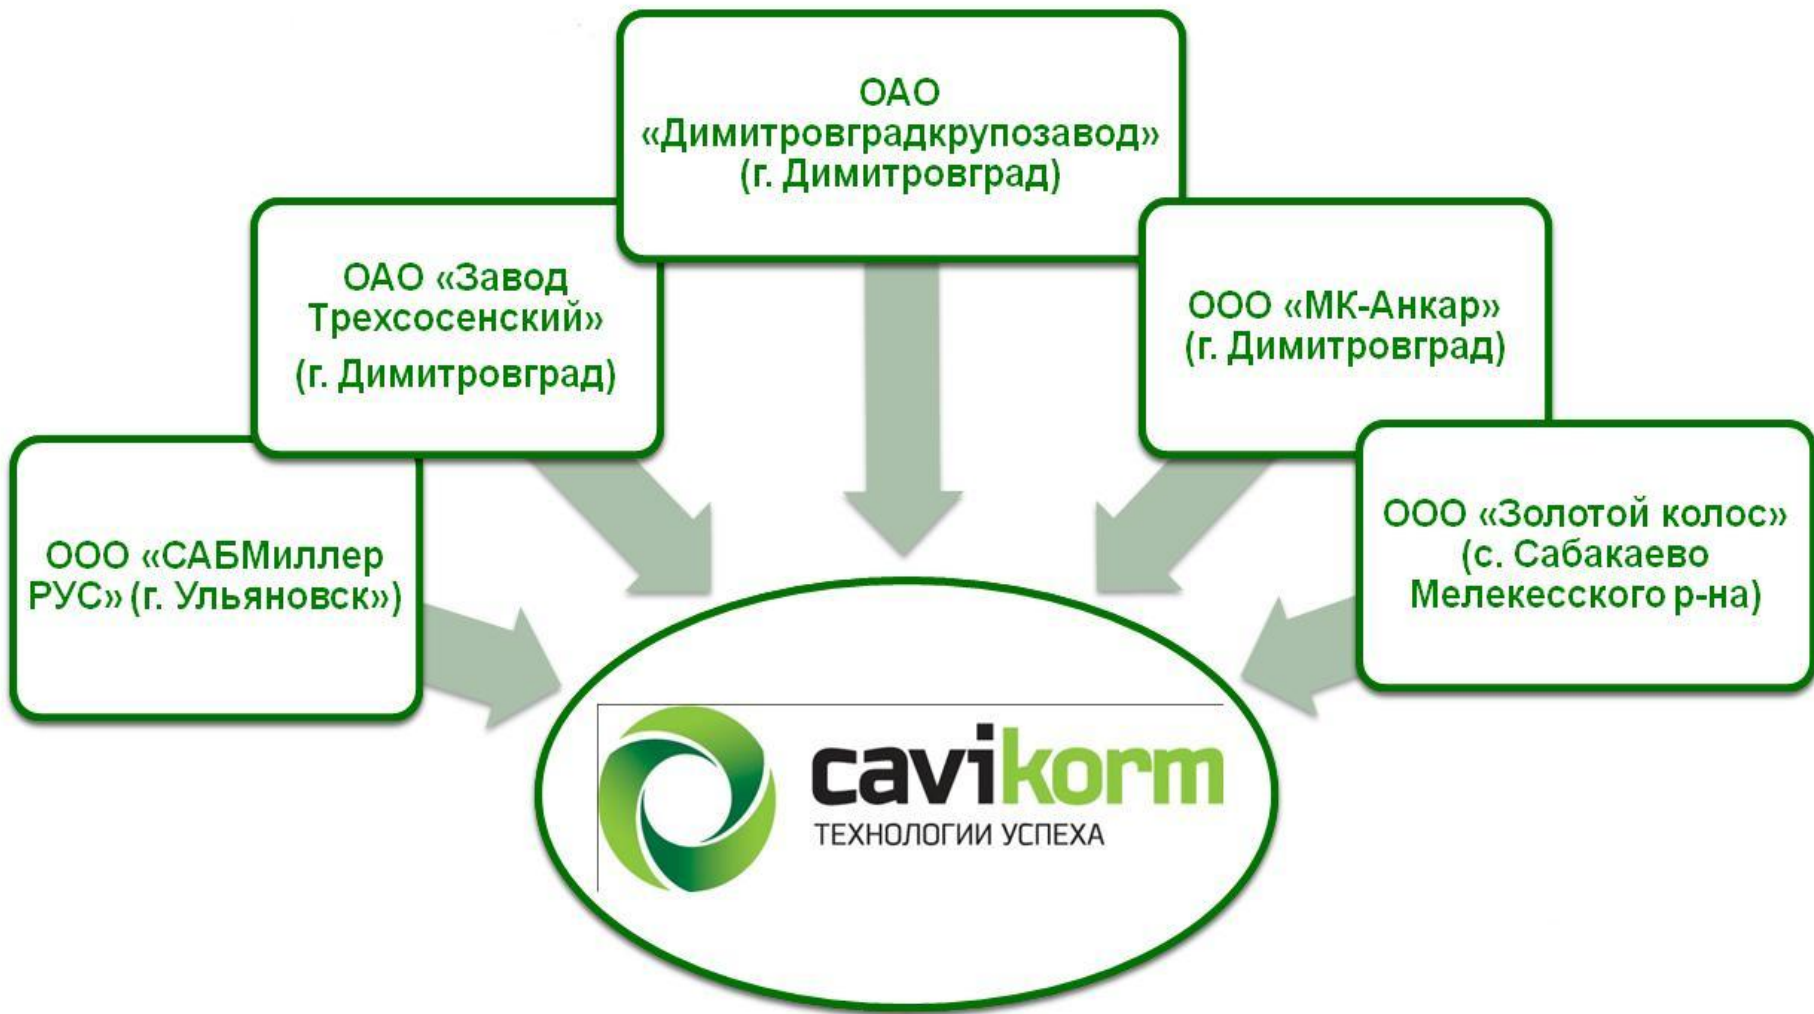 ОАО
«Димитровградкрупозавод»
(г. Димитровград)
ОАО «Завод
Трехсосенский»
(г. Димитровград)
ООО «МК-Анкар»
(г. Димитровград)
ООО «САБМиллер
РУС» (г. Ульяновск»)
ООО «Золотой колос»
(с. Сабакаево
Мелекесского р-на)
cavikorm
ТЕХНОЛОГИИ УСПЕХА